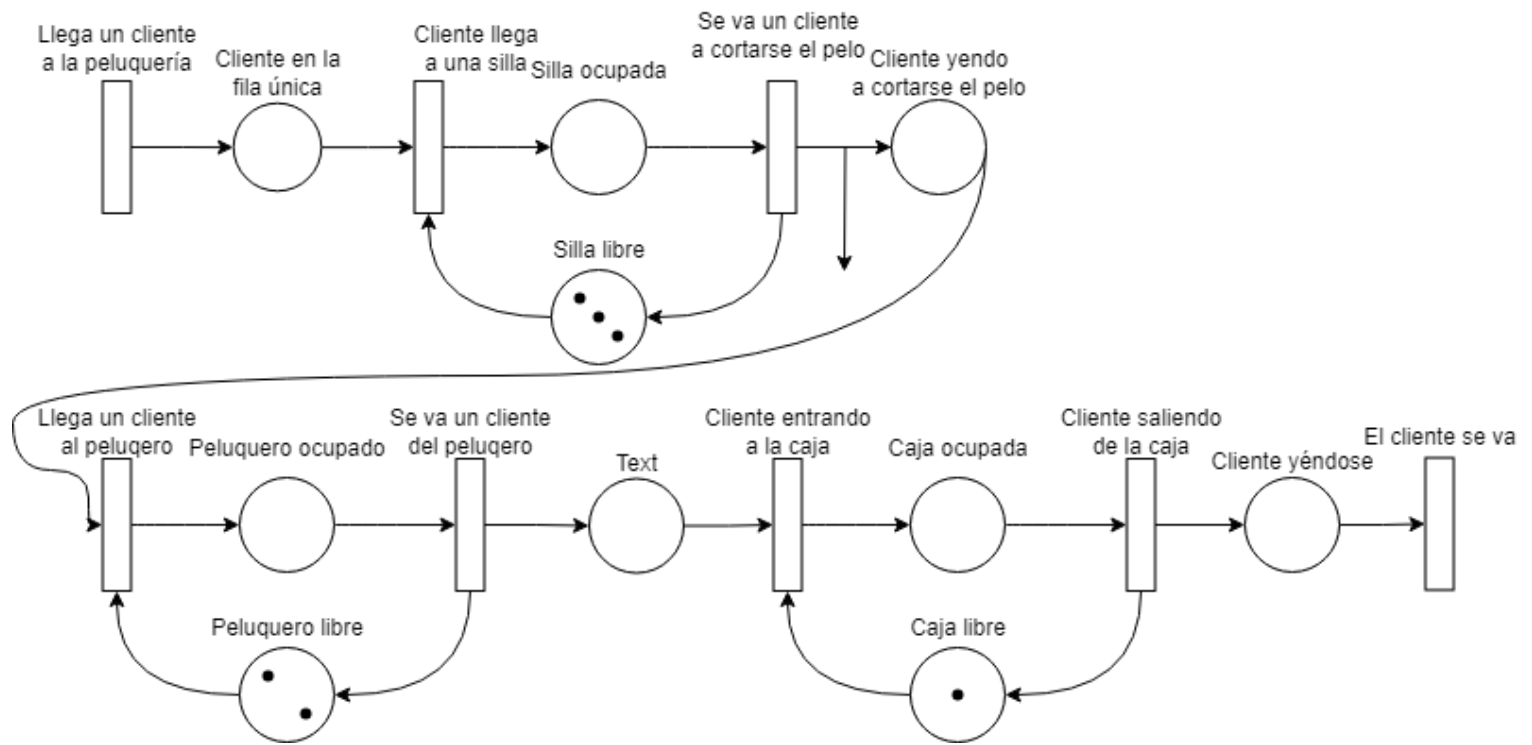 Llega un cliente
a la peluquería
Cliente en la
fila única
Cliente llega
a una silla
Silla ocupada
Se va un cliente
a cortarse el pelo
Cliente yendo
a cortarse el pelo
Silla libre
Llega un cliente
al peluqero
Peluquero ocupado
Se va un cliente
del peluqero
Text
Cliente entrando
a la caja
Caja ocupada
Cliente saliendo
de la caja
Cliente yéndose
El cliente se va
Peluquero libre
Caja libre